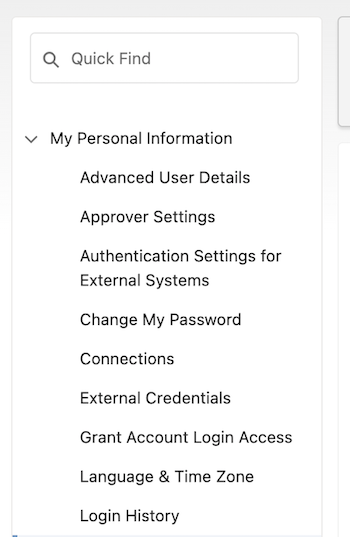 Quick Find
My Personal Information
Advanced User Details
Approver Settings
Authentication Settings for
External Systems
Change My Password
Connections
External Credentials
Grant Account Login Access
Language & Time Zone
Login History